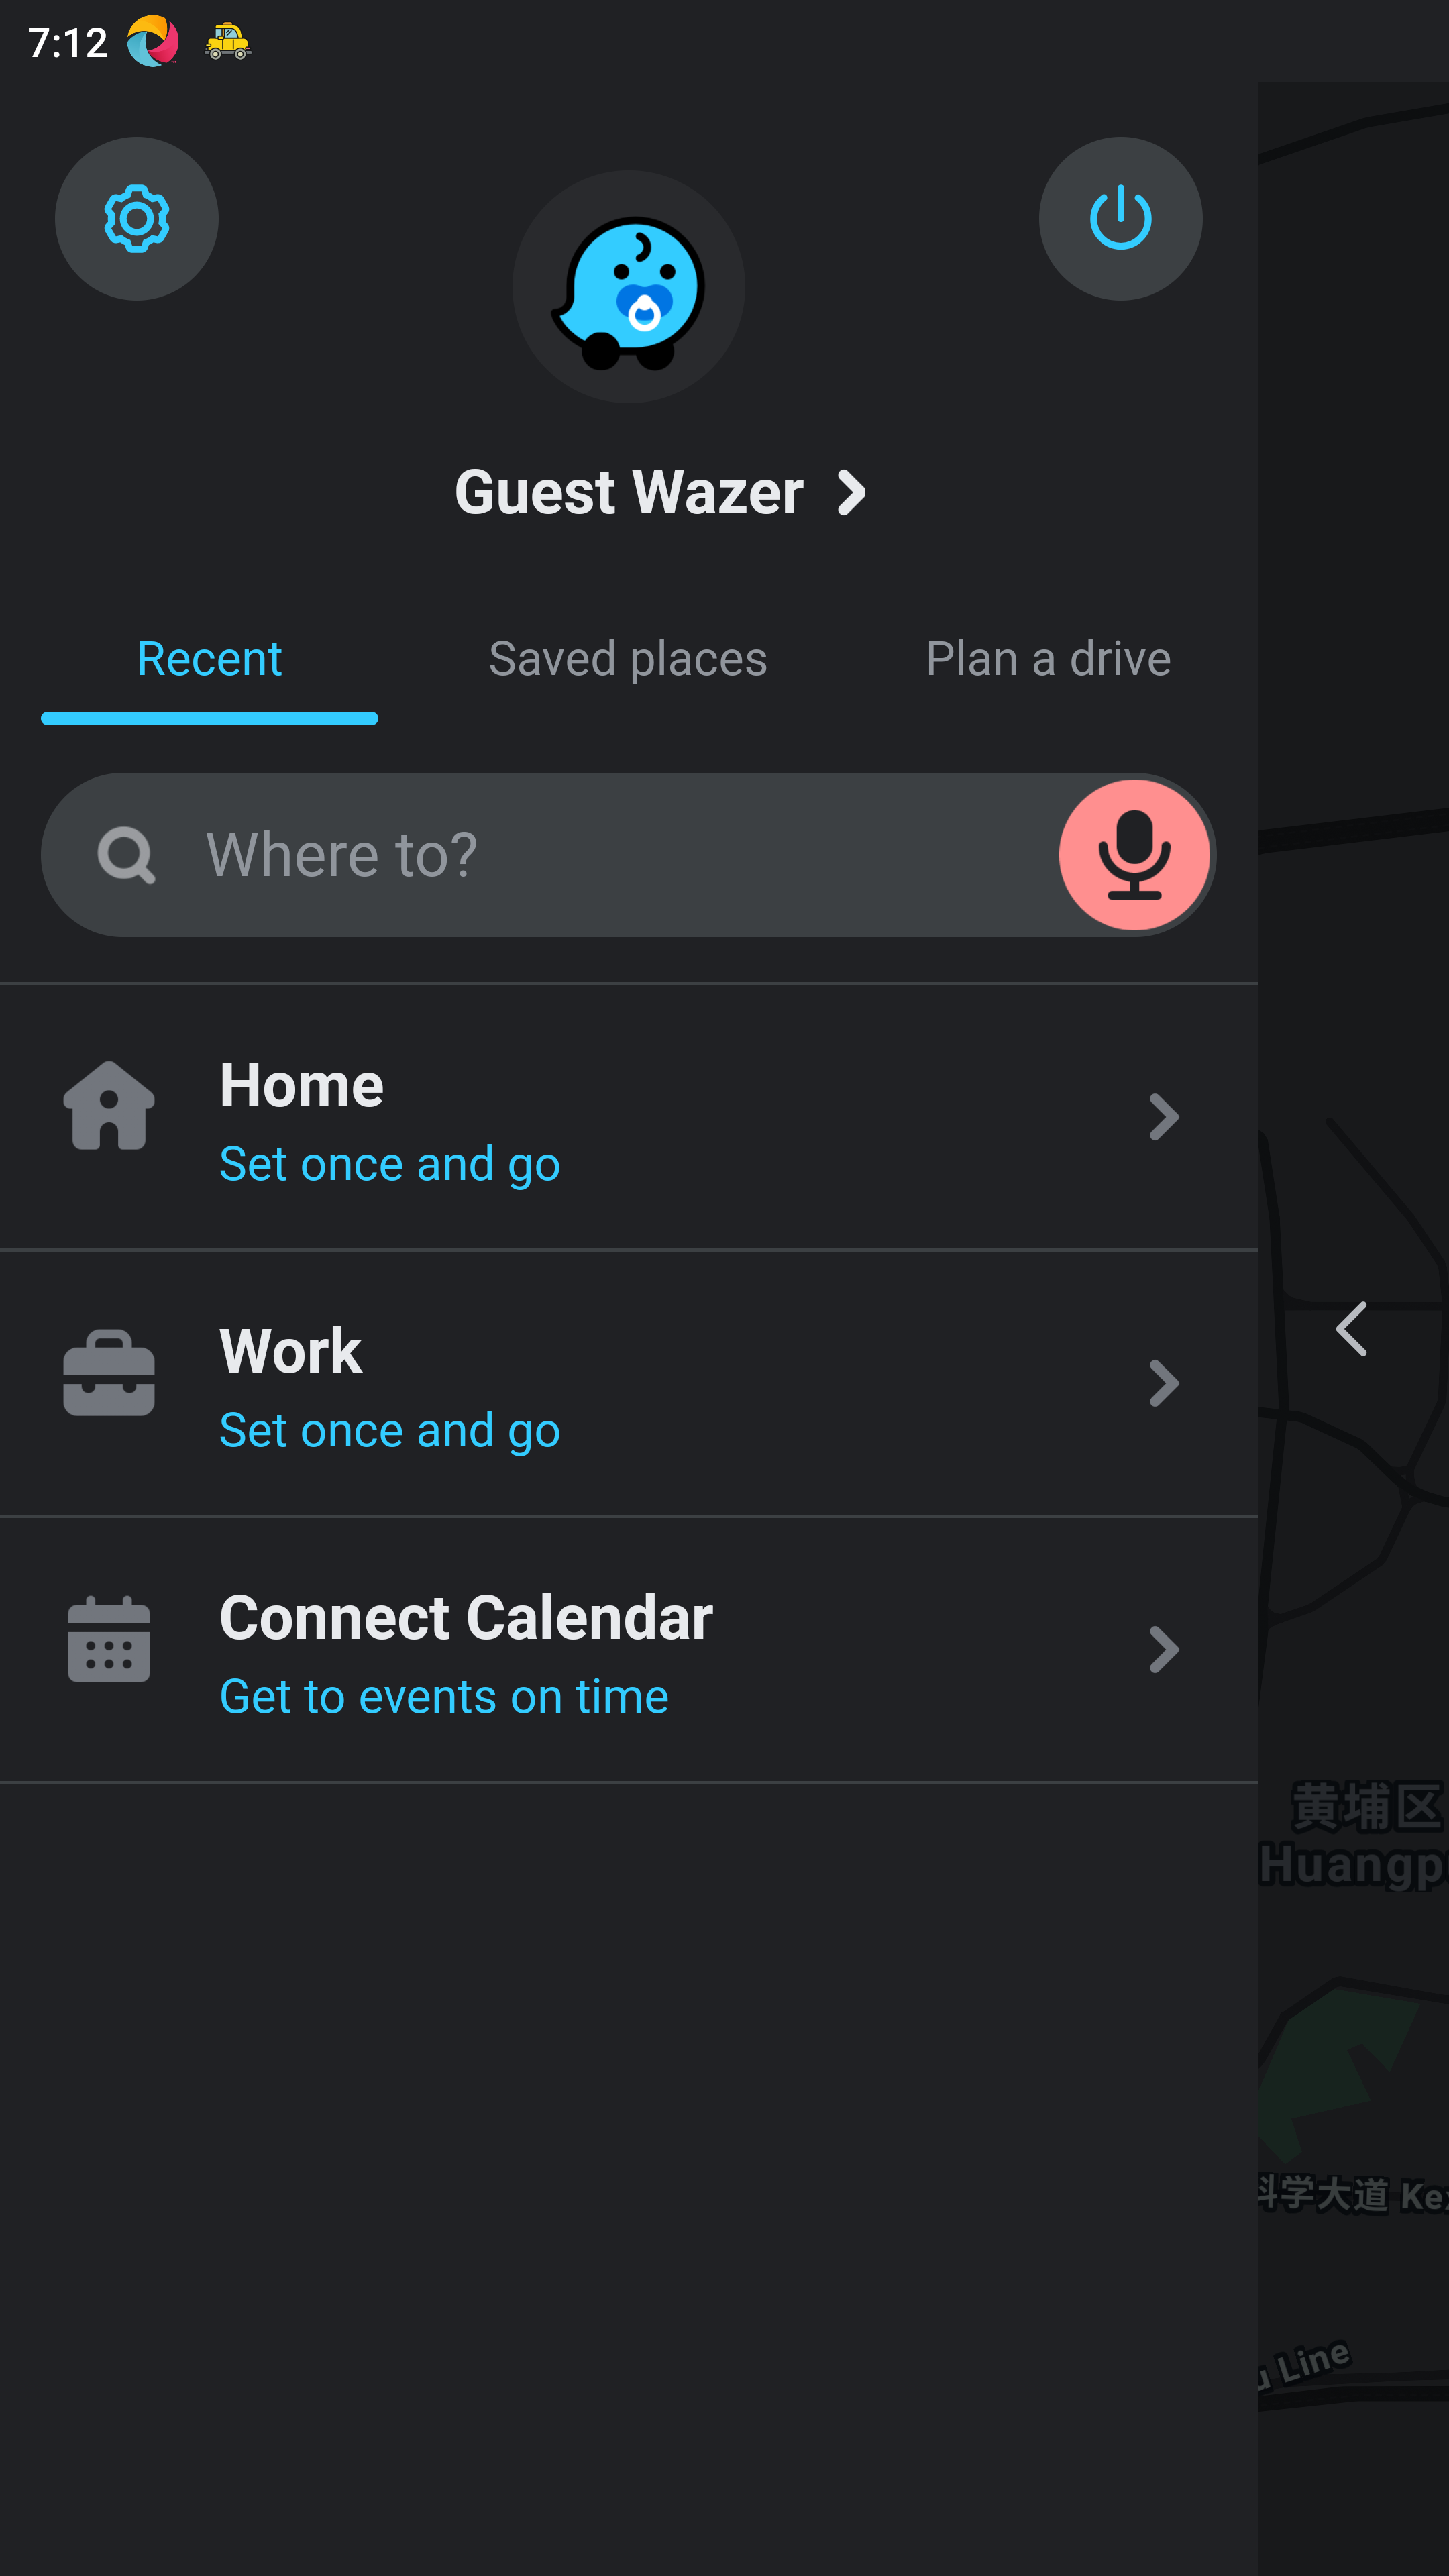 7:12
Guest Wazer
Recent
Saved places
Plan a drive
Where to?
Home
Set once and go
Work
Set once and go
Connect Calendar
Get to events on time
黄埔区
Huangp
科学大道 Ke
Line